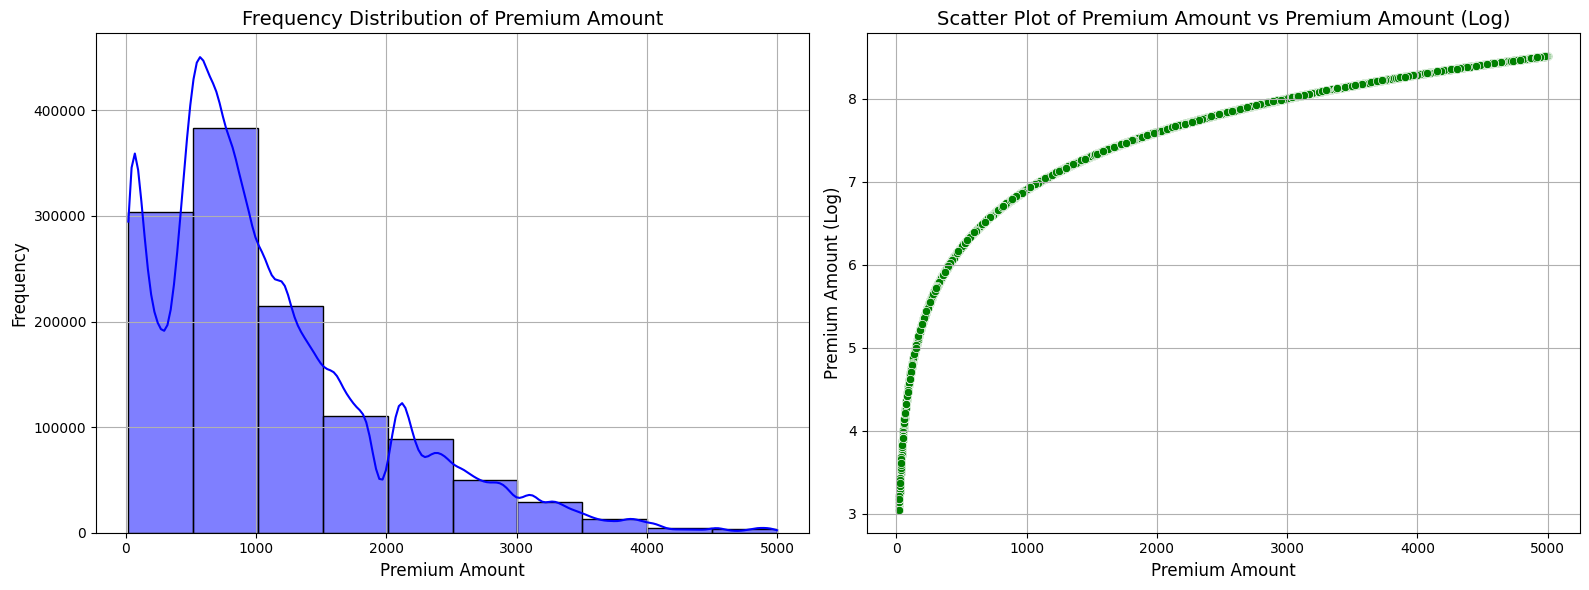 Frequency Distribution of Premium Amount
Frequency
400000
300000
200000
100000
0
0 1000 2000 3000 4000 5000
Premium Amount
Scatter Plot of Premium Amount vs Premium Amount (Log)
Premium Amount (Log)
8
7
6
5
4
3
0 1000 2000 3000 4000 5000
Premium Amount